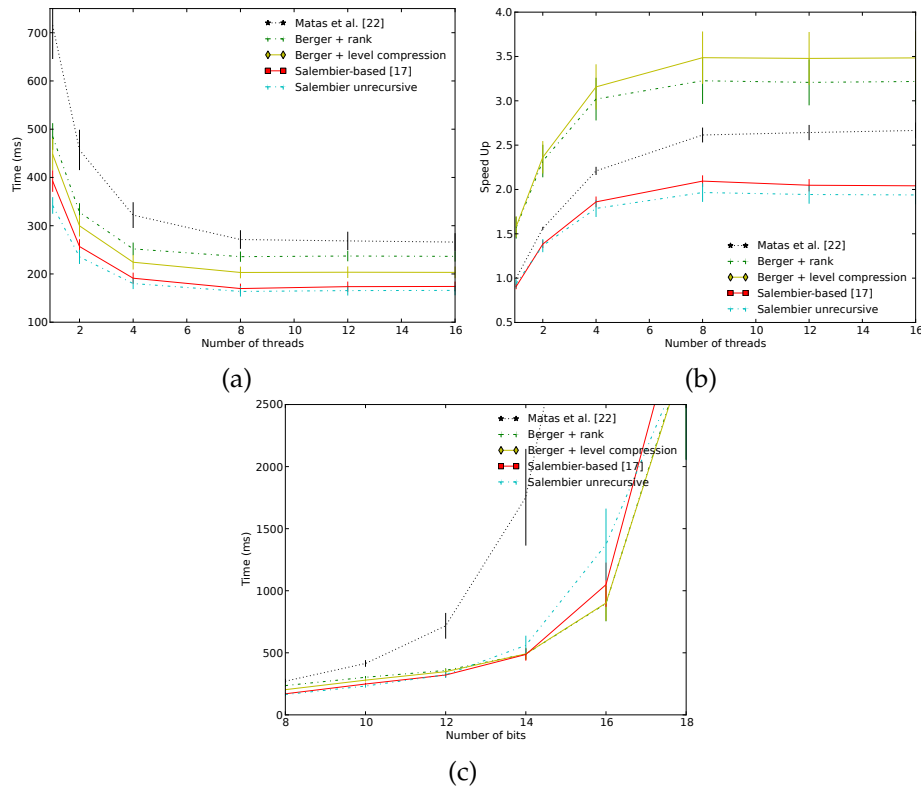 700
600
500
400
300
200
100
Time (ms)
2 4 6 8 10 12 14 16
Number of threads
Matas et al. [22]
Berger + rank
Berger + level compression
Salembier-based [17]
Salembier unrecursive
(a)
4.0
3.5
3.0
2.5
2.0
1.5
1.0
0.5
Speed Up
2 4 6 8 10 12 14 16
Number of threads
Matas et al. [22]
Berger + rank
Berger + level compression
Salembier-based [17]
Salembier unrecursive
(b)
2500
2000
1500
1000
500
0
Time (ms)
8 10 12 14 16 18
Number of bits
Matas et al. [22]
Berger + rank
Berger + level compression
Salembier-based [17]
Salembier unrecursive
(c)